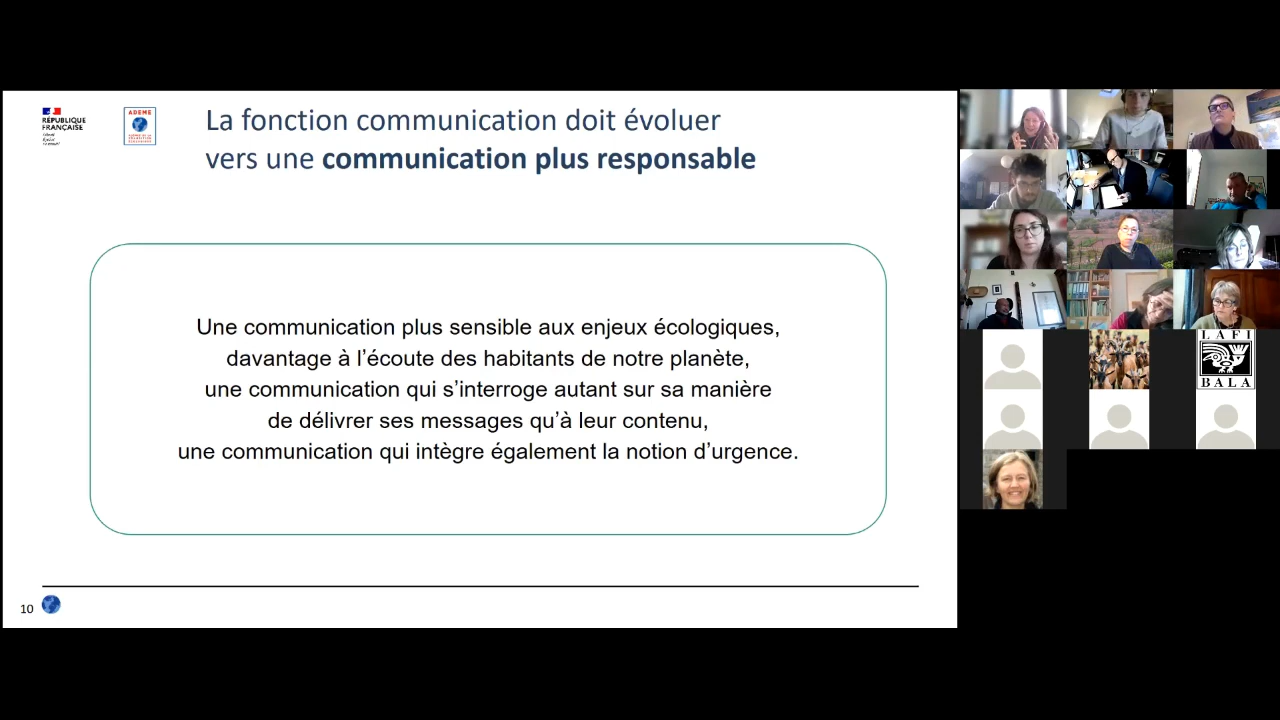 RÉPUBLIQUE
FRANÇAISE
ADEME
La fonction communication doit évoluer
vers une communication plus responsable
Une communication plus sensible aux enjeux écologiques,
davantage à l’écoute des habitants de notre planète,
une communication qui s’interroge autant sur sa manière
de délivrer ses messages qu’à leur contenu,
une communication qui intègre également la notion d’urgence.
10
LAFI
BALA